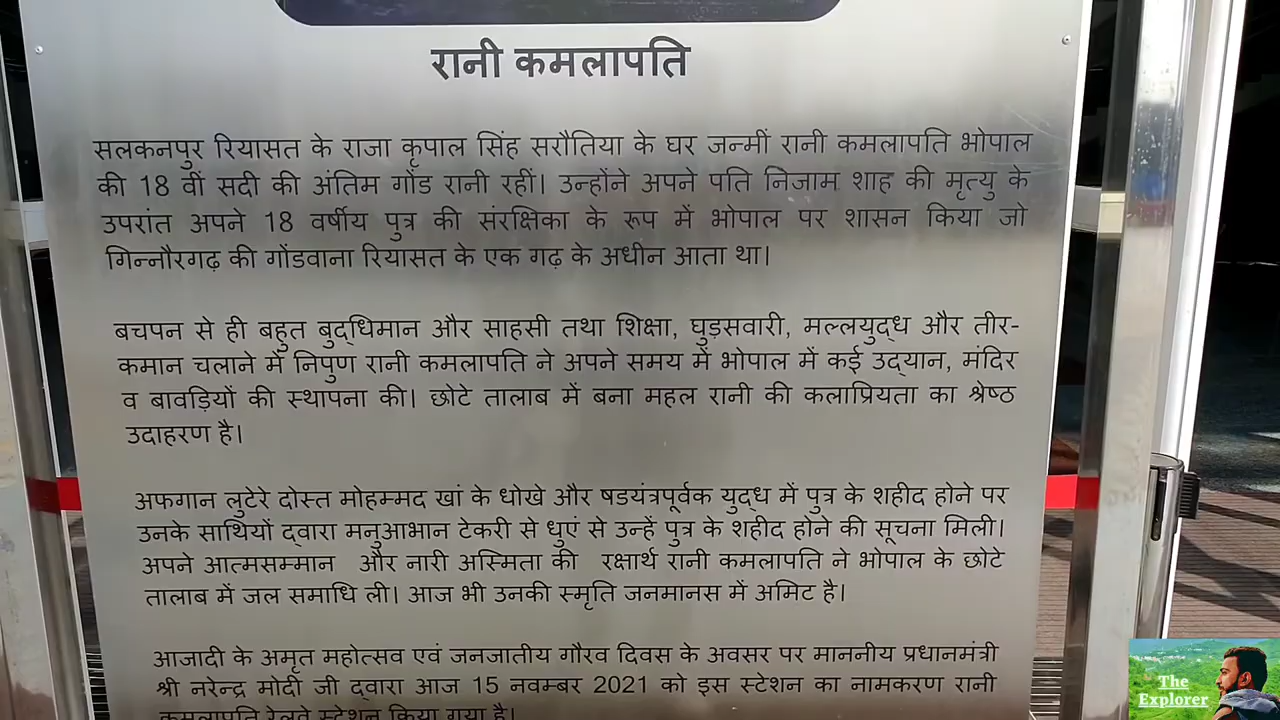 रानी कमलापति
सलकनपुर रियासत के राजा कृपाल सिंह सरौतिया के घर जन्मीं रानी कमलापति भोपाल
की 18 वीं सदी की अंतिम गोंड रानी रहीं। उन्होंने अपने पति निजाम शाह की मृत्यु के
उपरांत अपने 18 वर्षीय पुत्र की संरक्षिका के रूप में भोपाल पर शासन किया जो
गिन्नौरगढ़ की गोंडवाना रियासत के एक गढ़ के अधीन आता था।
बचपन से ही बहुत बुद्धिमान और साहसी तथा शिक्षा, घुड़सवारी, मल्लयुद्ध और तीर-
कमान चलाने में निपुण रानी कमलापति ने अपने समय में भोपाल में कई उद्यान, मंदिर
व बावड़ियों की स्थापना की। छोटे तालाब में बना महल रानी की कलाप्रियता का श्रेष्ठ
उदाहरण है।
अफगान लुटेरे दोस्त मोहम्मद खां के धोखे और षडयंत्रपूर्वक युद्ध में पुत्र के शहीद होने पर
उनके साथियों द्वारा मनुआभान टेकरी से धुएं से उन्हें पुत्र के शहीद होने की सूचना मिली।
अपने आत्मसम्मान और नारी अस्मिता की रक्षार्थ रानी कमलापति ने भोपाल के छोटे
तालाब में जल समाधि ली। आज भी उनकी स्मृति जनमानस में अमिट है।
आजादी के अमृत महोत्सव एवं जनजातीय गौरव दिवस के अवसर पर माननीय प्रधानमंत्री
श्री नरेन्द्र मोदी जी द्वारा आज 15 नवम्बर 2021 को इस स्टेशन का नामकरण रानी
कमलापति रेलवे स्टेशन किया गया है।
The
Explorer